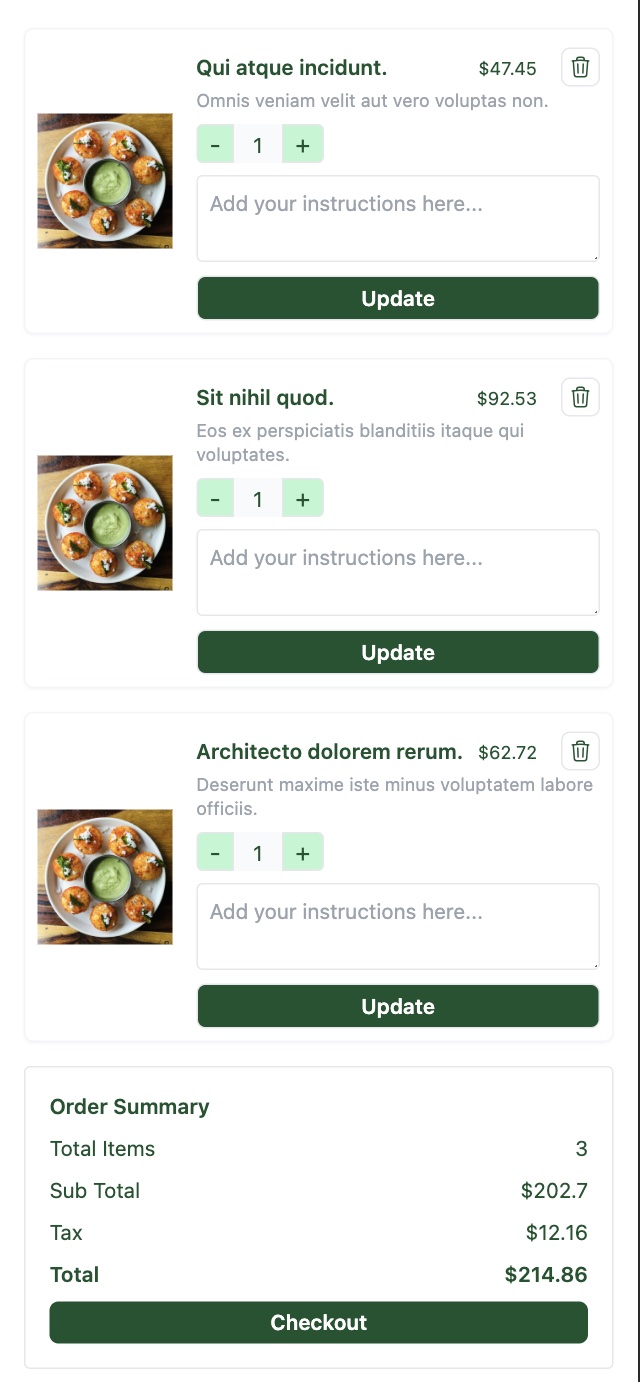 Qui atque incidunt. $47.45
Omnis veniam velit aut vero voluptas non.
- 1 +
Add your instructions here...
Update
Sit nihil quod. $92.53
Eos ex perspiciatis blanditiis itaque qui
voluptates.
- 1 +
Add your instructions here...
Update
Architecto dolorem rerum. $62.72
Deserunt maxime iste minus voluptatem labore
officiis.
- 1 +
Add your instructions here...
Update
Order Summary
Total Items 3
Sub Total $202.7
Tax $12.16
Total $214.86
Checkout